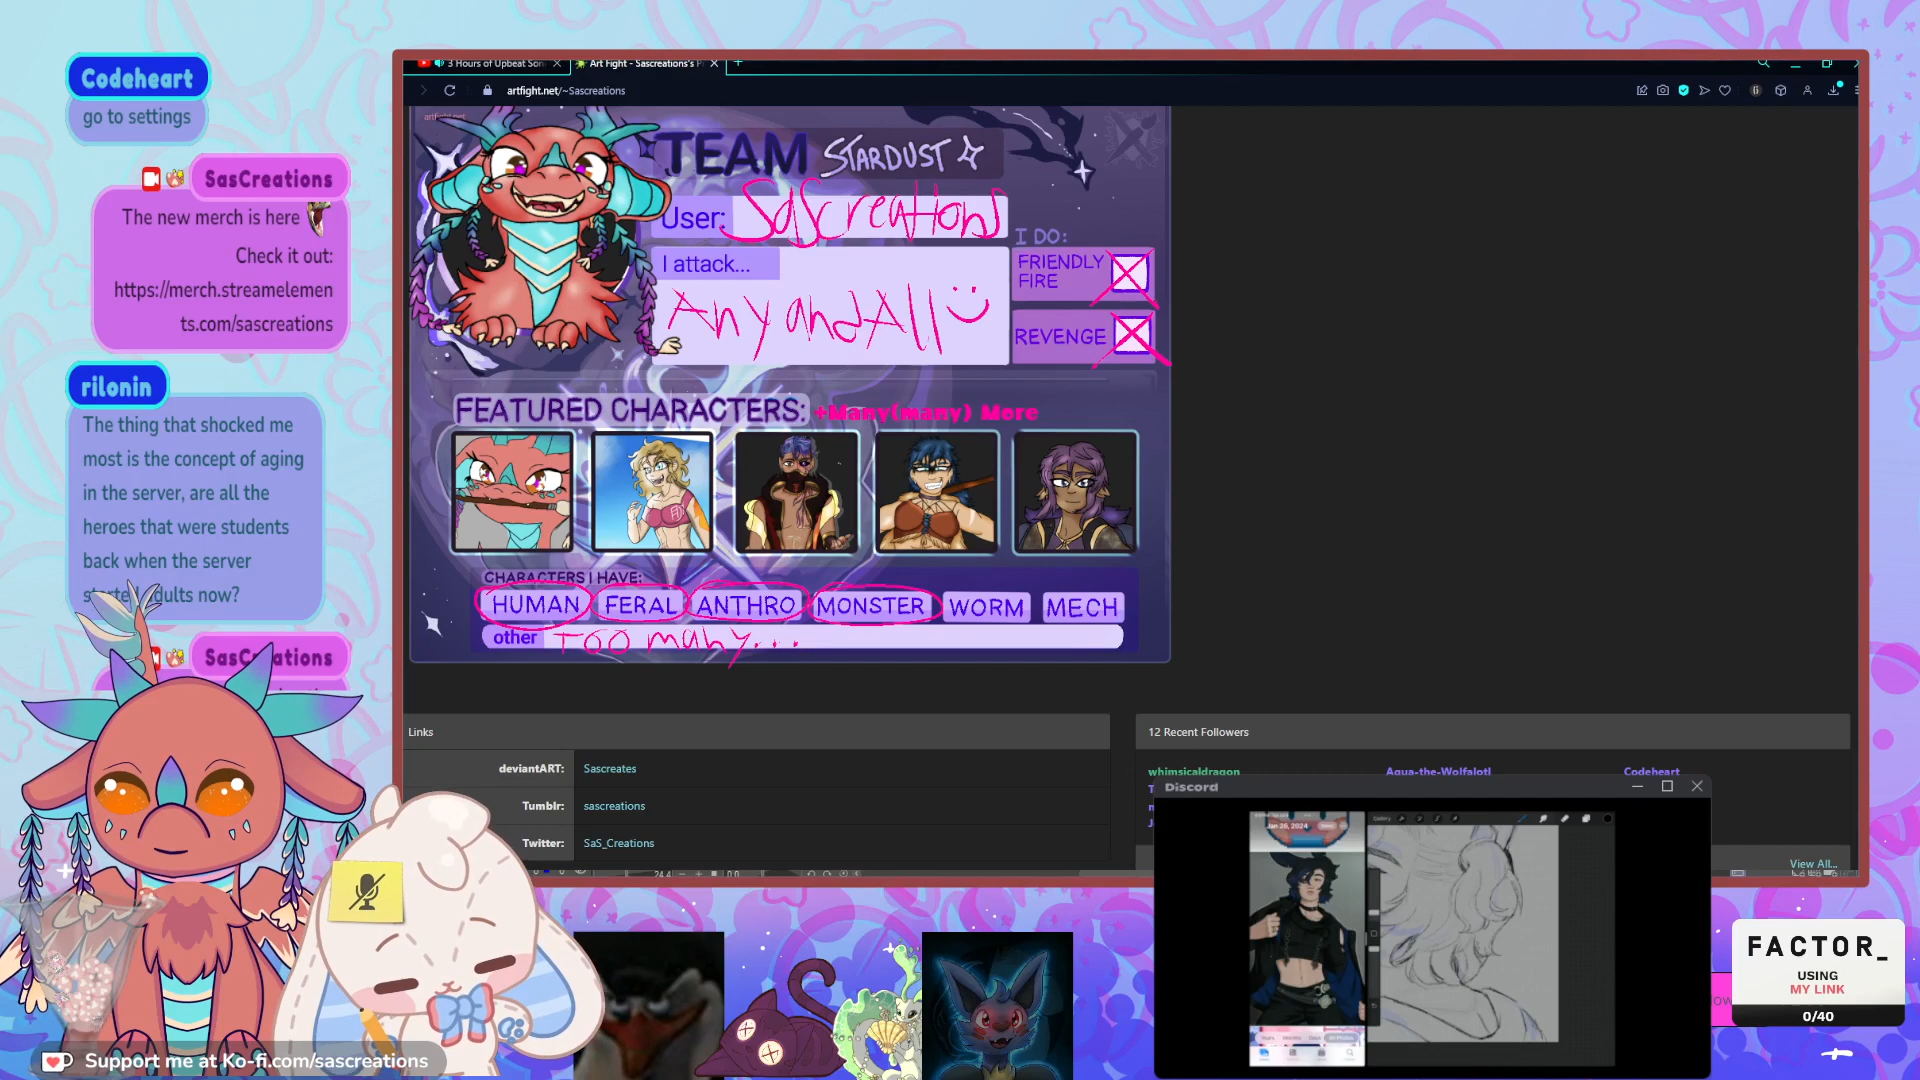 Codeheart
go to settings
SasCreations
The new merch is here
Check it out:
https://merch.streamelemen
ts.com/sascreations
rilonin
The thing that shocked me
most is the concept of aging
in the server, are all the
heroes that were students
back when the server
adults now?
3 Hours of Upbeat Son
Art Fight - Sascreations's P
artfight.net/~Sascreations
artfight.net
TEAM STARDUST
User: Sascreations
I attack...
Any and All :)
I DO:
FRIENDLY
FIRE
REVENGE
FEATURED CHARACTERS: +Many(many) More
CHARACTERS I HAVE:
HUMAN FERAL ANTHRO MONSTER WORM MECH
other Too many...
Links
deviantART: Sascreates
Tumblr: sascreations
Twitter: SaS_Creations
12 Recent Followers
whimsicaldragon Aqua-the-Wolfalotl Codeheart
View All...
Discord
Jan 26, 2024
Gallery
FACTOR_
USING
MY LINK
0/40
Support me at Ko-fi.com/sascreations